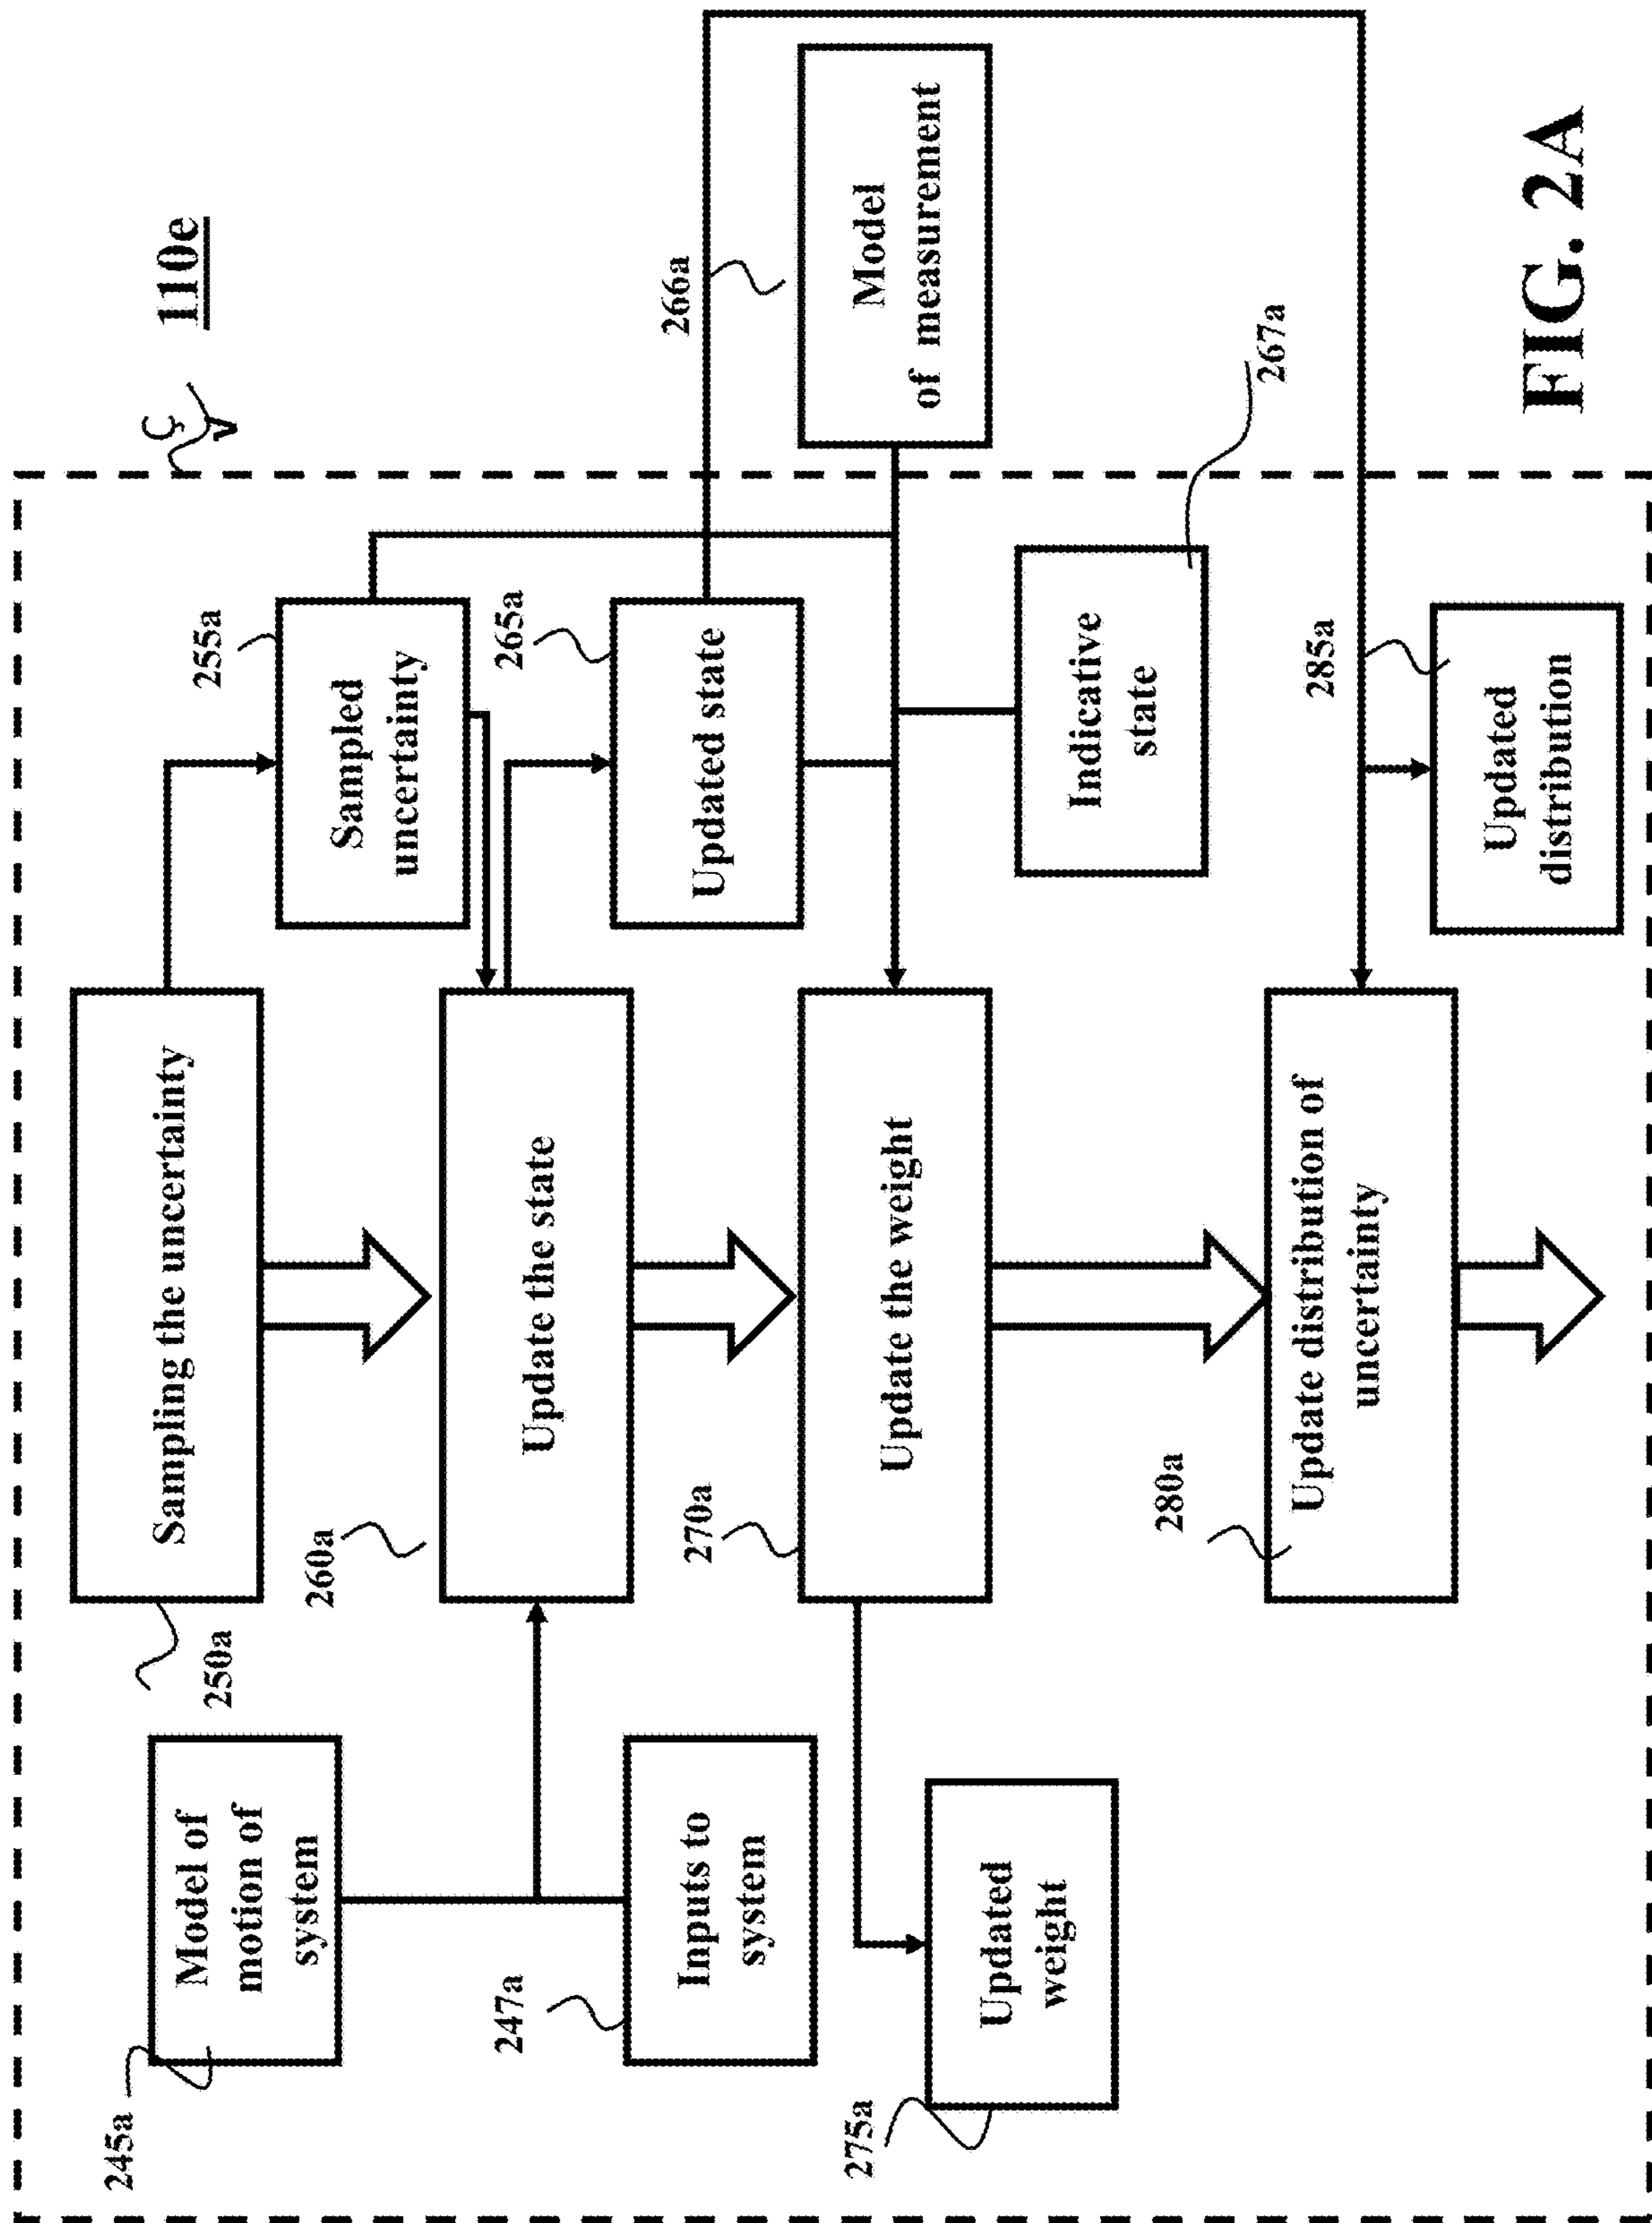 110e
245a
Model of
motion of
system
250a
Sampling the uncertainty
255a
Sampled
uncertainty
260a
Update the state
265a
Updated state
266a
Model
of measurement
247a
Inputs to
system
270a
Update the weight
267a
Indicative
state
275a
Updated
weight
280a
Update distribution of
uncertainty
285a
Updated
distribution
FIG. 2A